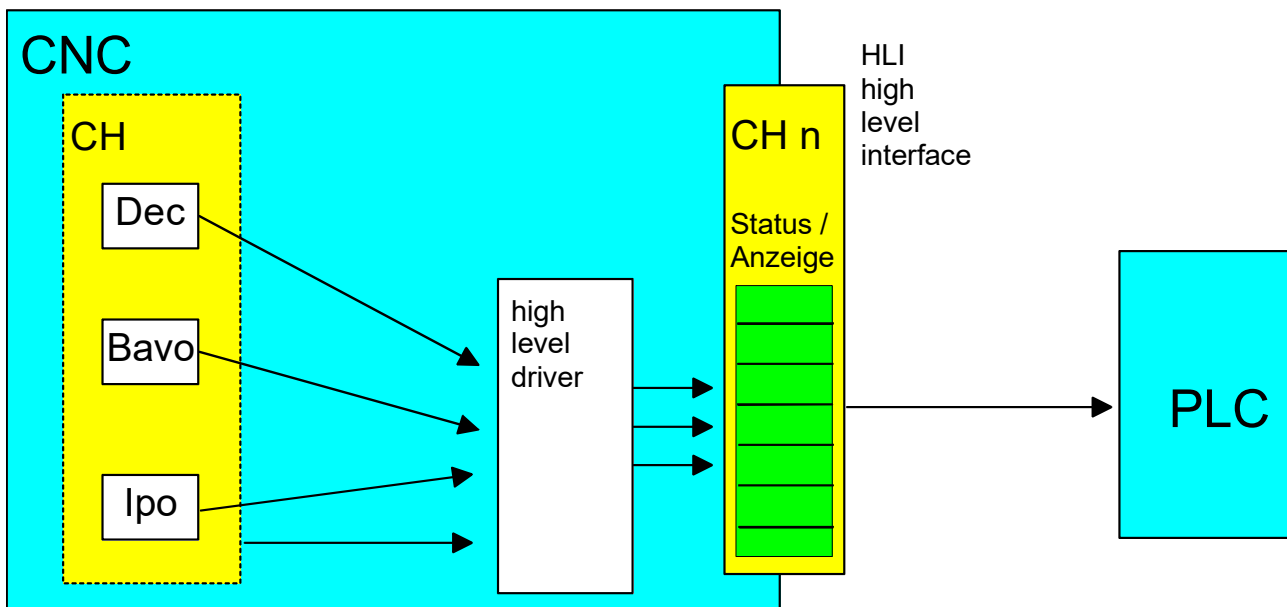 CNC
CH
Dec
Bavo
Ipo
high
level
driver
CH n
Status /
Anzeige
HLI
high
level
interface
PLC